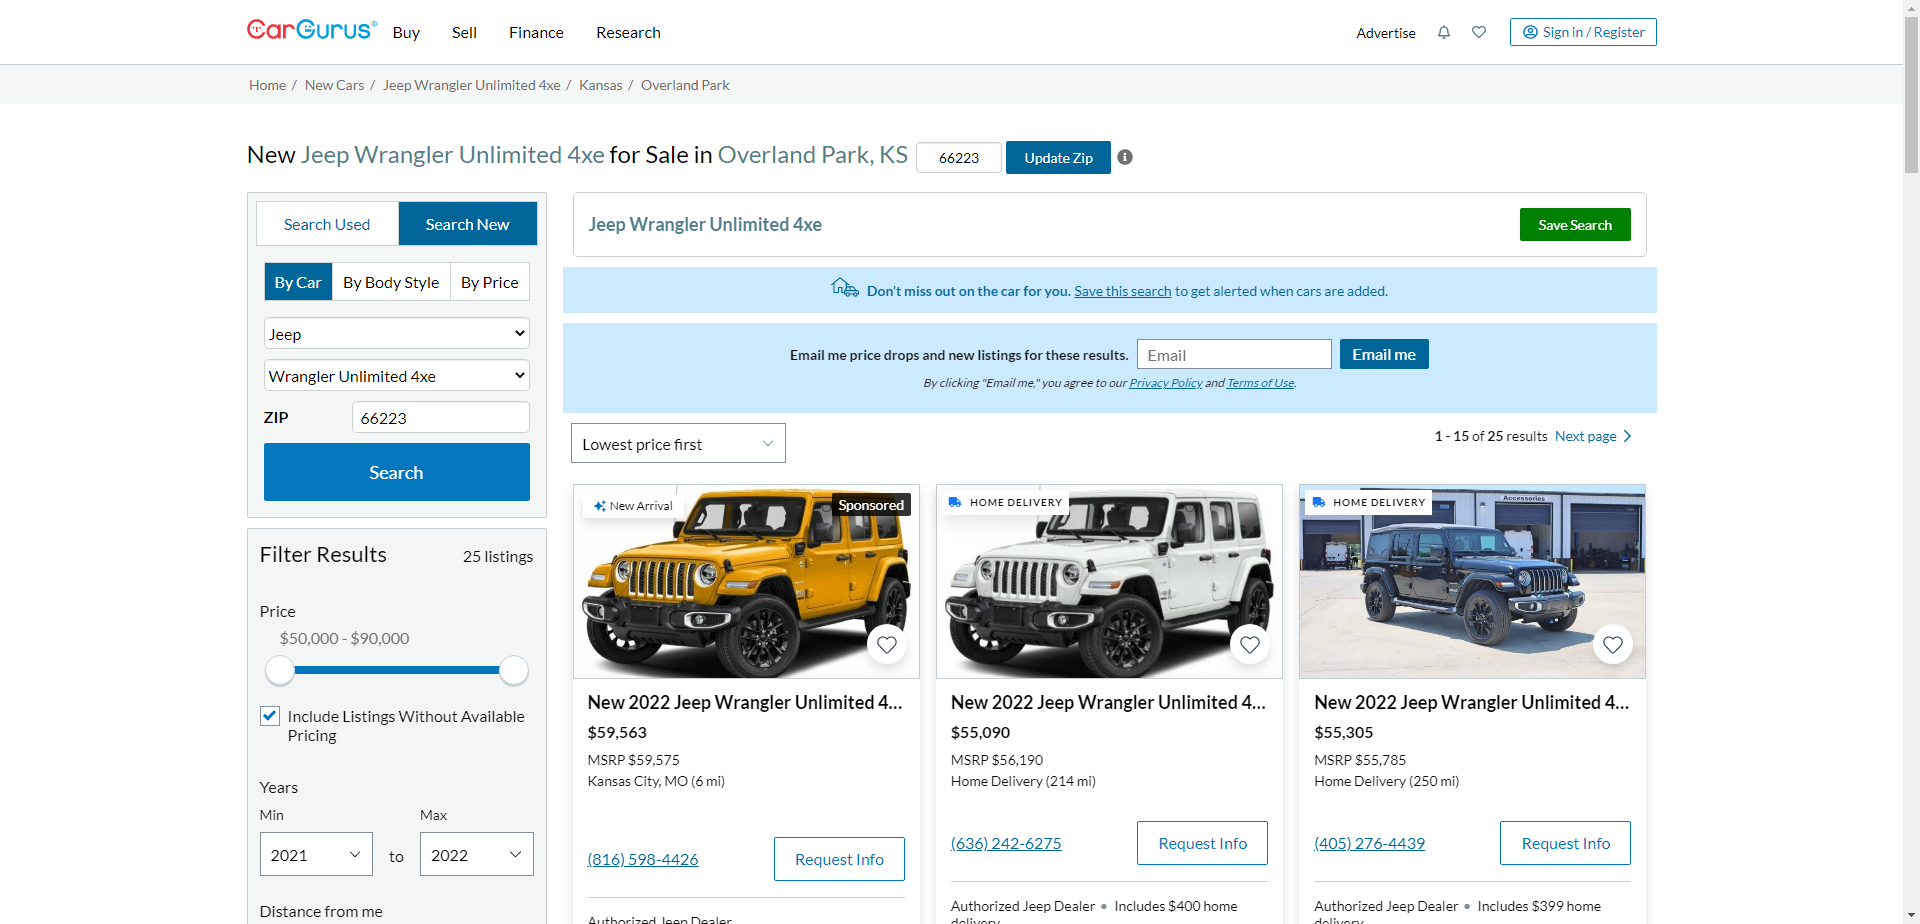 CarGurus®
Buy
Sell
Finance
Research
Advertise
Sign in / Register
Home / New Cars / Jeep Wrangler Unlimited 4xe / Kansas / Overland Park
New Jeep Wrangler Unlimited 4xe for Sale in Overland Park, KS
66223
Update Zip
Search Used
Search New
By Car
By Body Style
By Price
Jeep
Wrangler Unlimited 4xe
ZIP
66223
Search
Filter Results
25 listings
Price
$50,000 - $90,000
Include Listings Without Available
Pricing
Years
Min
Max
2021
to
2022
Distance from me
Jeep Wrangler Unlimited 4xe
Save Search
Don't miss out on the car for you. Save this search to get alerted when cars are added.
Email me price drops and new listings for these results.
Email
Email me
By clicking "Email me," you agree to our Privacy Policy and Terms of Use.
Lowest price first
1 - 15 of 25 results
Next page
New Arrival
Sponsored
New 2022 Jeep Wrangler Unlimited 4...
$59,563
MSRP $59,575
Kansas City, MO (6 mi)
(816) 598-4426
Request Info
Authorized Jeep Dealer
HOME DELIVERY
New 2022 Jeep Wrangler Unlimited 4...
$55,090
MSRP $56,190
Home Delivery (214 mi)
(636) 242-6275
Request Info
Authorized Jeep Dealer • Includes $400 home
delivery
HOME DELIVERY
Accessories
New 2022 Jeep Wrangler Unlimited 4...
$55,305
MSRP $55,785
Home Delivery (250 mi)
(405) 276-4439
Request Info
Authorized Jeep Dealer • Includes $399 home
delivery